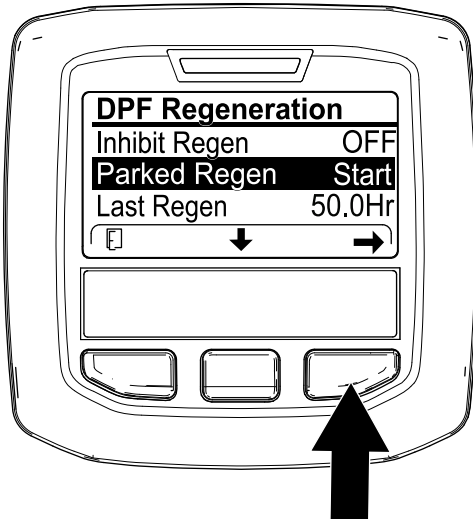 DPF Regeneration
Inhibit Regen OFF
Parked Regen Start
Last Regen 50.0Hr